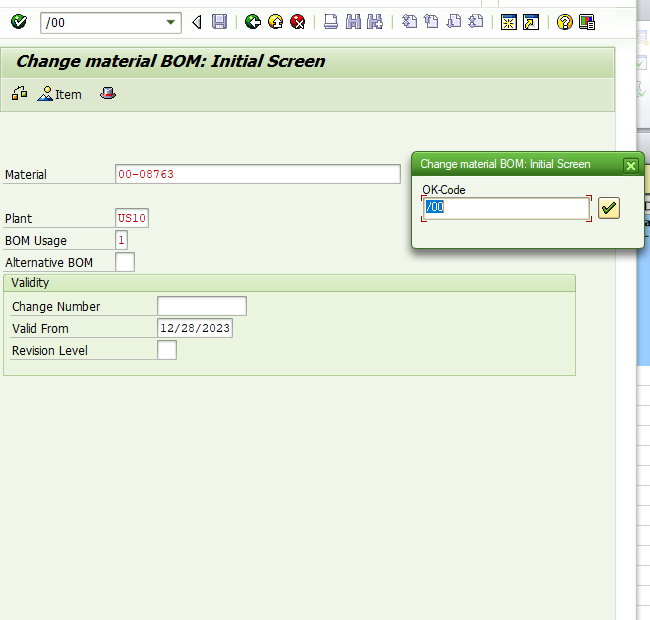 /00
Change material BOM: Initial Screen
Item
Material 00-08763
Plant US10
BOM Usage 1
Alternative BOM
Validity
Change Number
Valid From 12/28/2023
Revision Level
Change material BOM: Initial Screen
OK-Code
/00